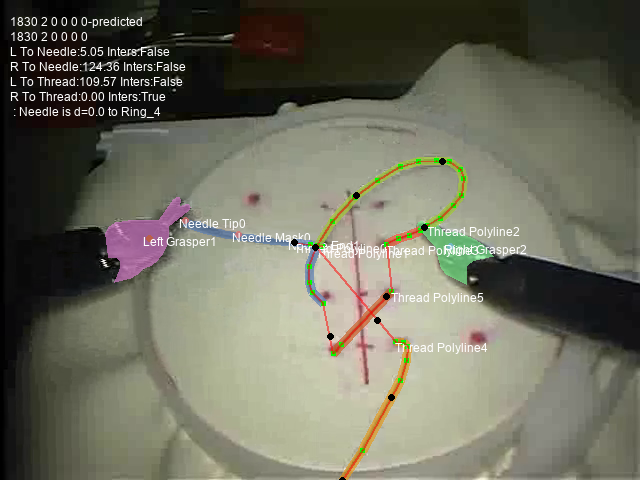 1830 2 0 0 0 0-predicted
1830 2 0 0 0 0
L To Needle:5.05 Inters:False
R To Needle:124.36 Inters:False
L To Thread:109.57 Inters:False
R To Thread:0.00 Inters:True
: Needle is d=0.0 to Ring_4
Needle Tip0
Thread Polyline2
Left Grasper1
Needle Mask0
End1
Thread Polyline3
Right Grasper2
Thread Polyline5
Thread Polyline4